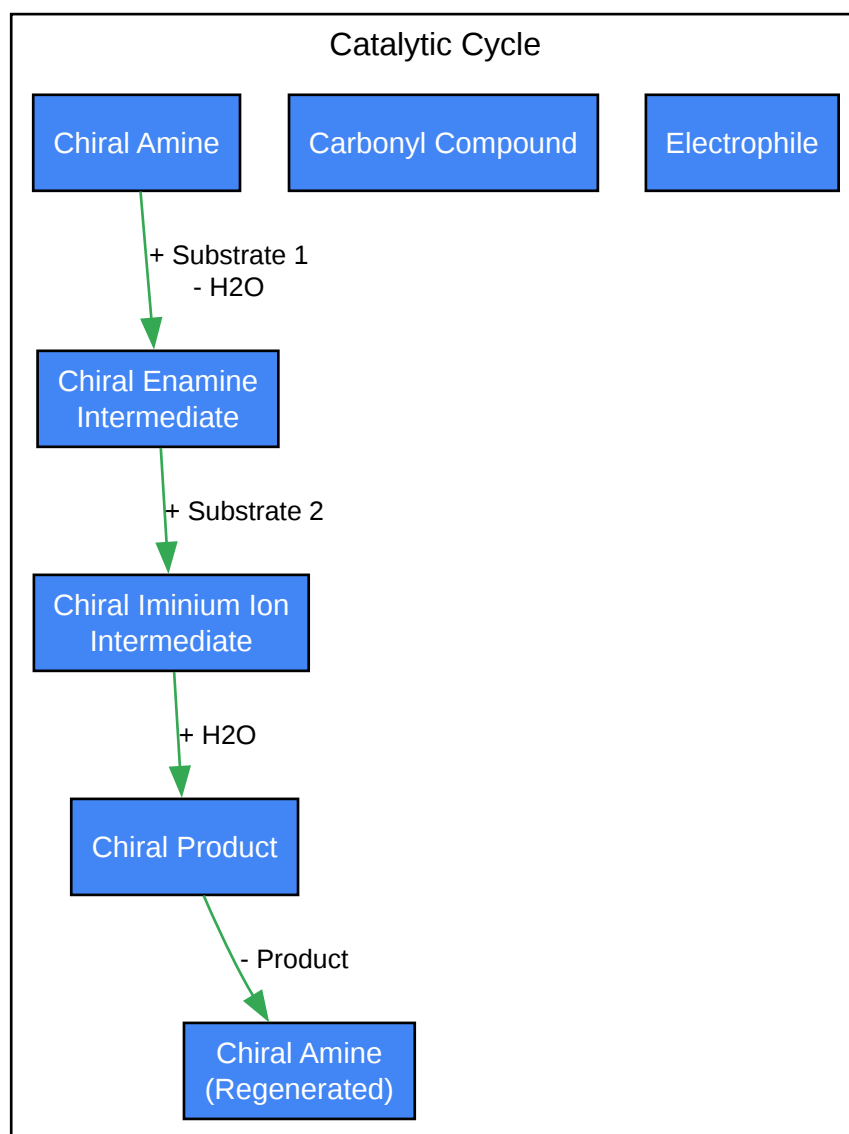 Catalytic Cycle
Chiral Amine
Carbonyl Compound
Electrophile
+ Substrate 1
- H2O
Chiral Enamine
Intermediate
+ Substrate 2
Chiral Iminium Ion
Intermediate
+ H2O
Chiral Product
- Product
Chiral Amine
(Regenerated)